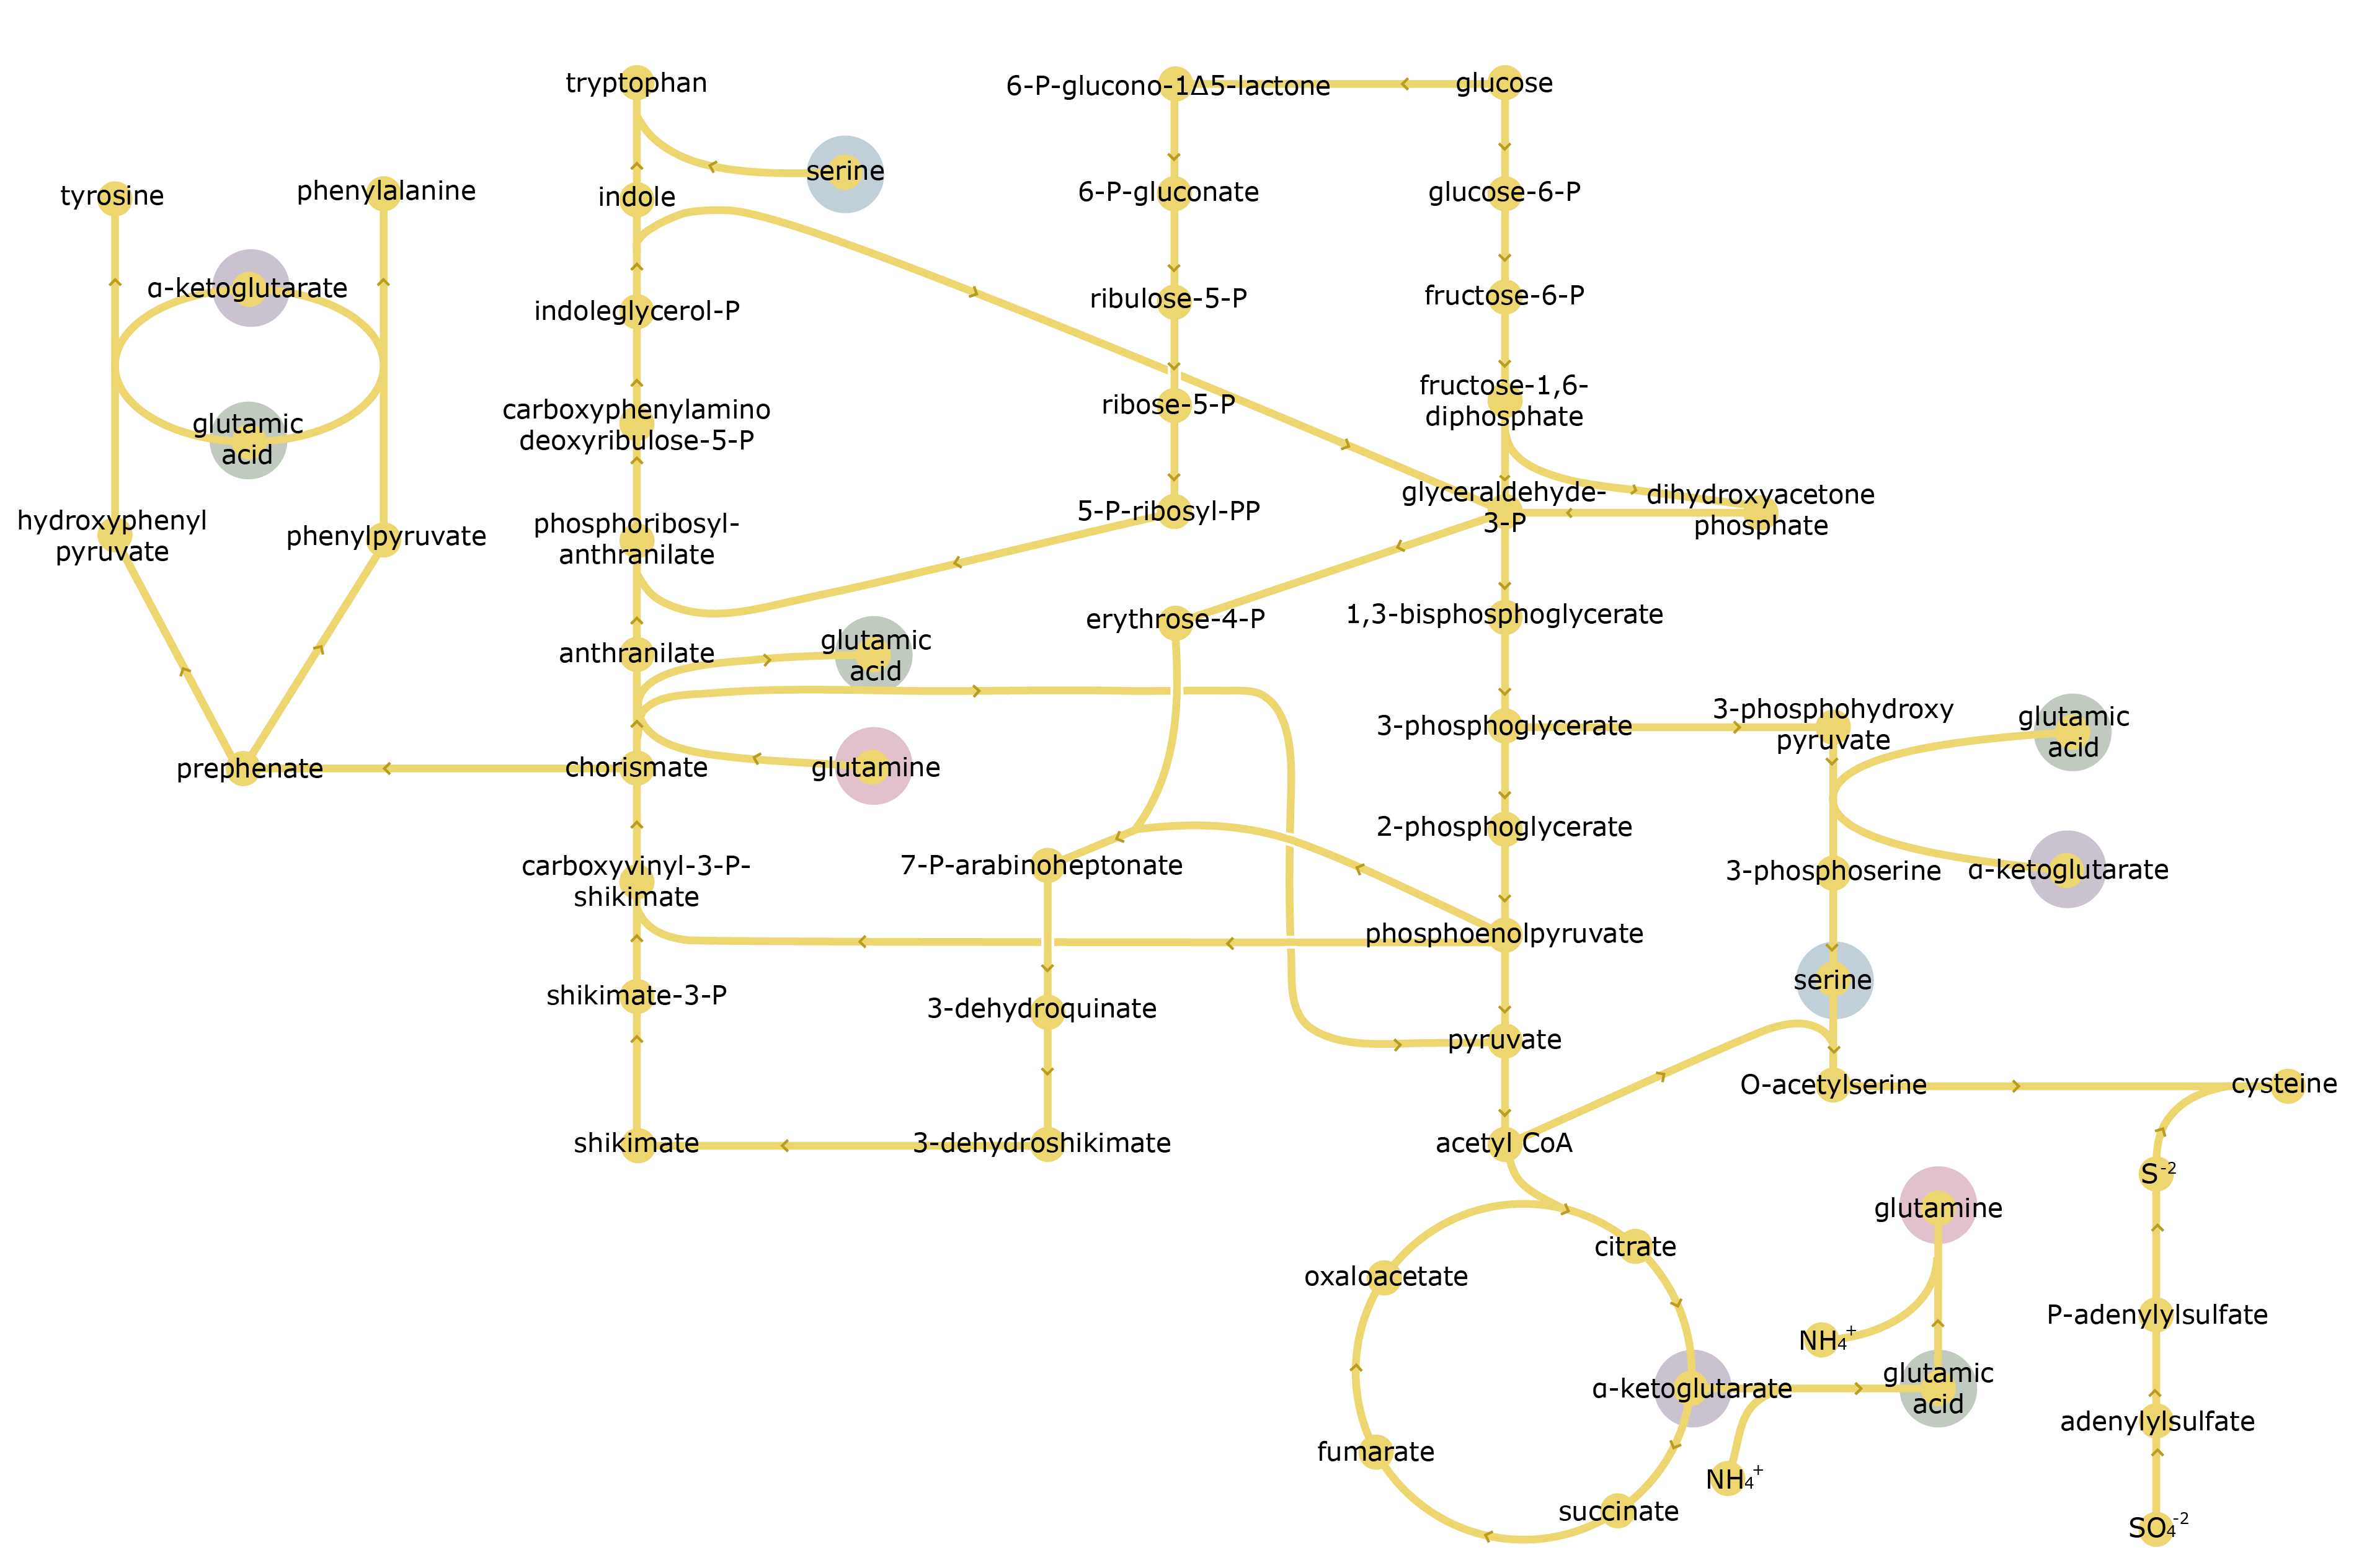 tryptophan
6-P-glucono-1Δ5-lactone
glucose
serine
tyrosine
phenylalanine
indole
6-P-gluconate
glucose-6-P
α-ketoglutarate
indoleglycerol-P
ribulose-5-P
fructose-6-P
glutamic
acid
carboxyphenylamino
deoxyribulose-5-P
ribose-5-P
fructose-1,6-
diphosphate
hydroxyphenyl
pyruvate
phenylpyruvate
phosphoribosyl-
anthranilate
5-P-ribosyl-PP
glyceraldehyde-
3-P
dihydroxyacetone
phosphate
anthranilate
glutamic
acid
erythrose-4-P
1,3-bisphosphoglycerate
prephenate
chorismate
glutamine
3-phosphoglycerate
3-phosphohydroxy
pyruvate
glutamic
acid
2-phosphoglycerate
carboxyvinyl-3-P-
shikimate
7-P-arabinoheptonate
3-phosphoserine
α-ketoglutarate
phosphoenolpyruvate
shikimate-3-P
3-dehydroquinate
serine
pyruvate
O-acetylserine
cysteine
shikimate
3-dehydroshikimate
acetyl CoA
S⁻²
glutamine
citrate
oxaloacetate
P-adenylylsulfate
NH₄⁺
α-ketoglutarate
glutamic
acid
adenylylsulfate
fumarate
NH₄⁺
succinate
SO₄⁻²